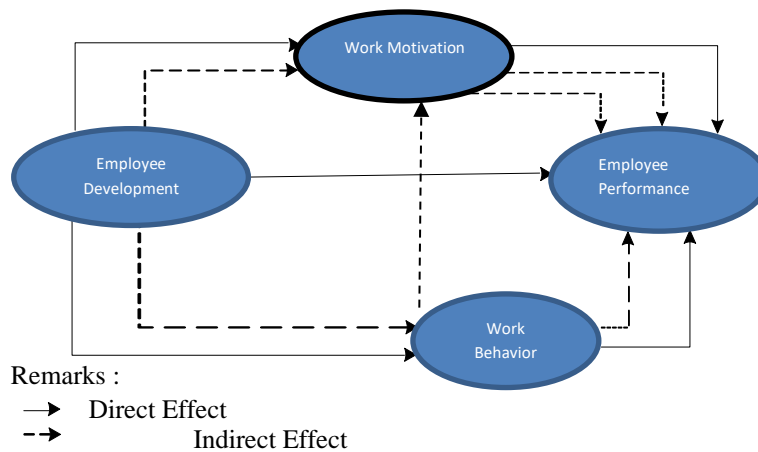 Work Motivation
Employee
Development
Employee
Performance
Work
Behavior
Remarks :
Direct Effect
Indirect Effect